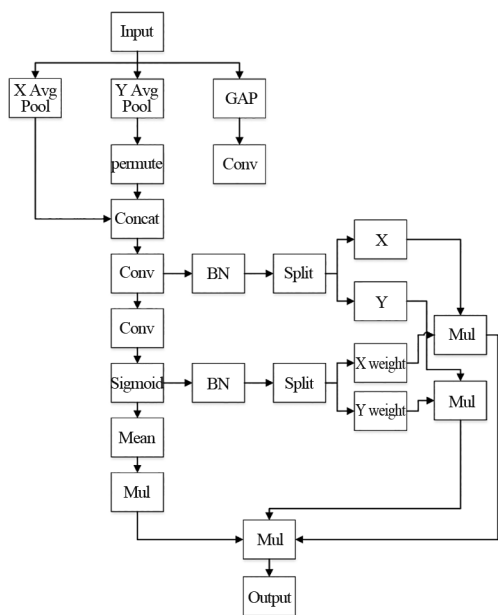 Input
X Avg
Pool
Y Avg
Pool
GAP
permute
Conv
Concat
X
Conv
BN
Split
Y
Conv
Mul
X weight
Sigmoid
BN
Split
Mul
Y weight
Mean
Mul
Mul
Output